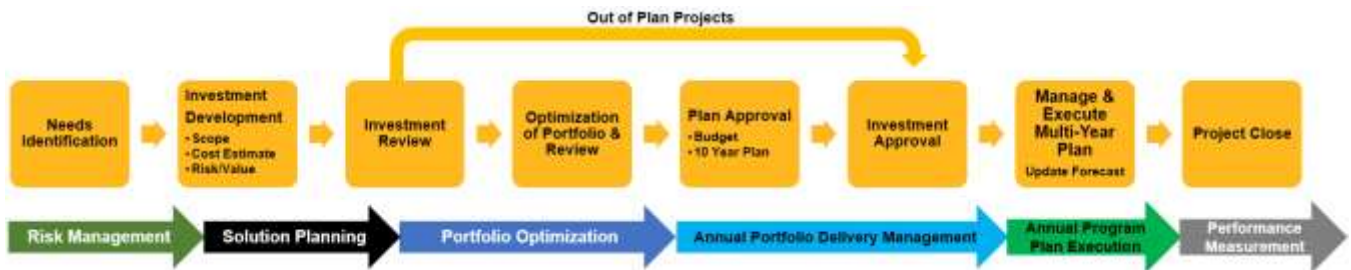 Out of Plan Projects
Needs
Identification
Investment
Development
• Scope
• Cost Estimate
• Risk/Value
Investment
Review
Optimization
of Portfolio &
Review
Plan Approval
• Budget
• 10 Year Plan
Investment
Approval
Manage &
Execute
Multi-Year
Plan
Update Forecast
Project Close
Risk Management
Solution Planning
Portfolio Optimization
Annual Portfolio Delivery Management
Annual Program
Plan Execution
Performance
Measurement